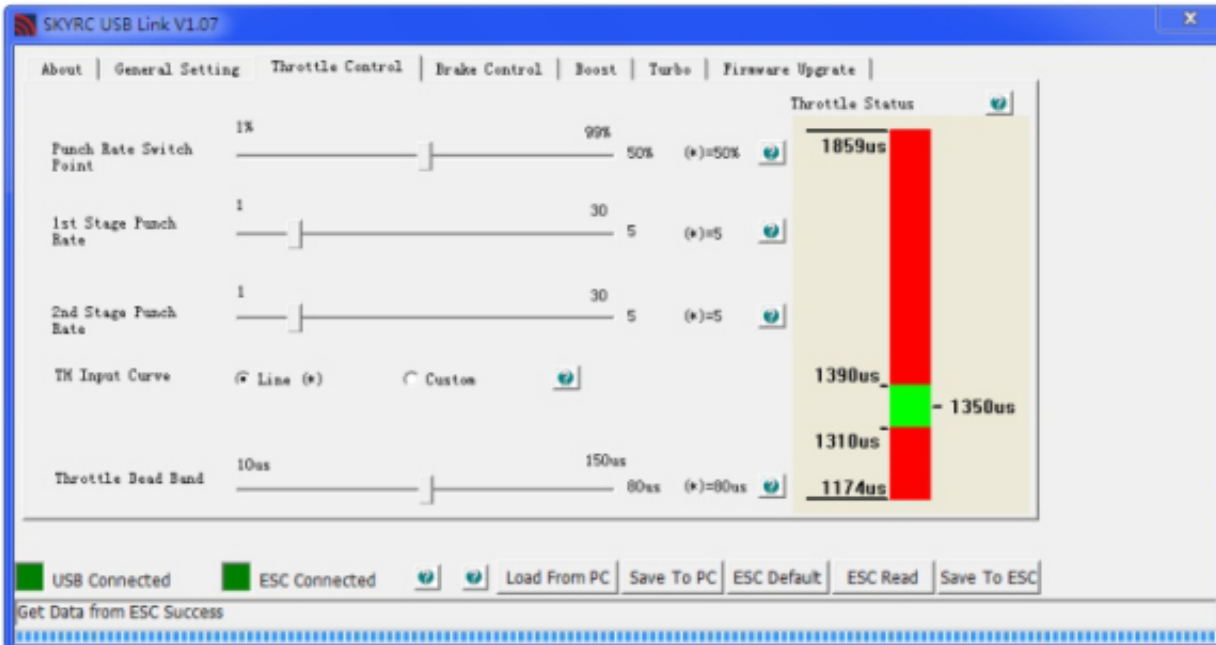 SKYRC USB Link V1.07
About | General Setting | Throttle Control | Brake Control | Boost | Turbo | Firmware Upgrate |
Throttle Status
1%
99%
Punch Rate Switch
Point
50% (*)=50%
1859us
1
30
1st Stage Punch
Rate
5 (*)=5
1
30
2nd Stage Punch
Rate
5 (*)=5
TH Input Curve
Line (*)
Custom
1390us
1350us
1310us
10us
150us
Throttle Dead Band
80us (*)=80us
1174us
USB Connected
ESC Connected
Load From PC
Save To PC
ESC Default
ESC Read
Save To ESC
Get Data from ESC Success